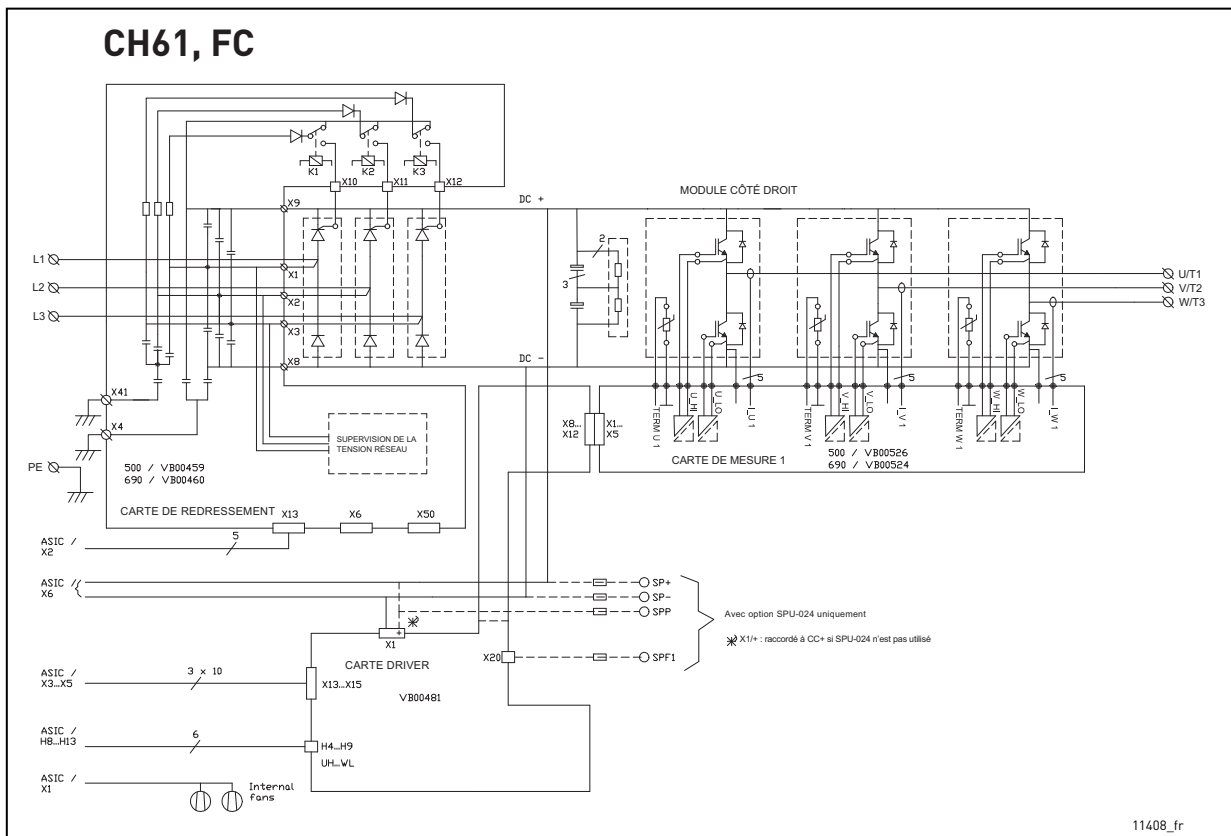 CH61, FC
K1
K2
K3
X10
X11
X12
X9
DC +
MODULE CÔTÉ DROIT
L1
L2
L3
X1
X2
X3
X8
2
3
U/T1
V/T2
W/T3
DC -
X41
X4
PE
5
5
5
TERM U 1
U_HI
U_LO
I_U 1
TERM V 1
V_HI
V_LO
I_V 1
TERM W 1
W_HI
W_LO
I_W 1
X8...
X12
X1...
X5
SUPERVISION DE LA
TENSION RÉSEAU
CARTE DE MESURE 1
500 / VB00526
690 / VB00524
500 / VB00459
690 / VB00460
CARTE DE REDRESSEMENT
X13
X6
X50
ASIC /
X2
5
ASIC /
X6
SP+
SP-
SPP
SPF1
Avec option SPU-024 uniquement
X1/+ : raccordé à CC+ si SPU-024 n'est pas utilisé
+
X1
X20
CARTE DRIVER
VB00481
ASIC /
X3...X5
3 x 10
X13...X15
ASIC /
H8...H13
6
H4...H9
UH...WL
ASIC /
X1
Internal
fans
11408_fr